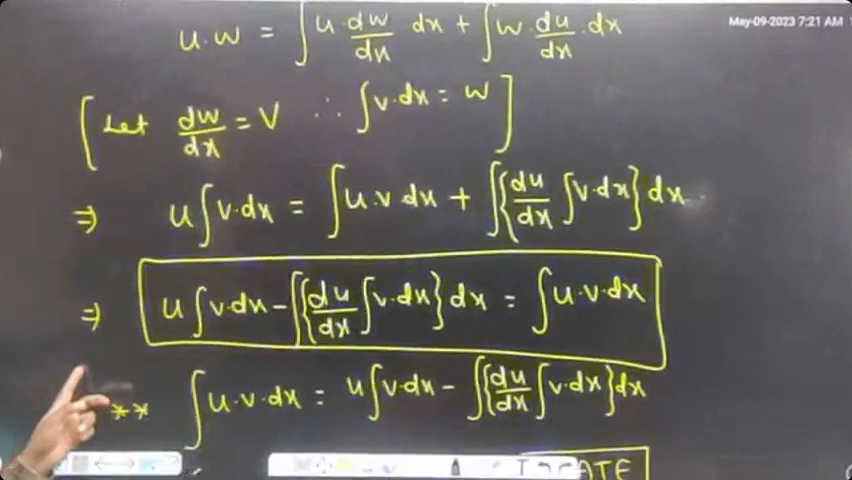 May-09-2023 7:21 AM
u.w = ∫u.dw/dx dx + ∫w.du/dx.dx
[Let dw/dx = V ∴ ∫v.dx = w]
⇒ u∫v.dx = ∫u.v dx + ∫{du/dx ∫v.dx}dx
⇒ u∫v.dx - ∫{du/dx ∫v.dx}dx = ∫u.v.dx
** ∫u.v.dx = u∫v.dx - ∫{du/dx ∫v.dx}dx